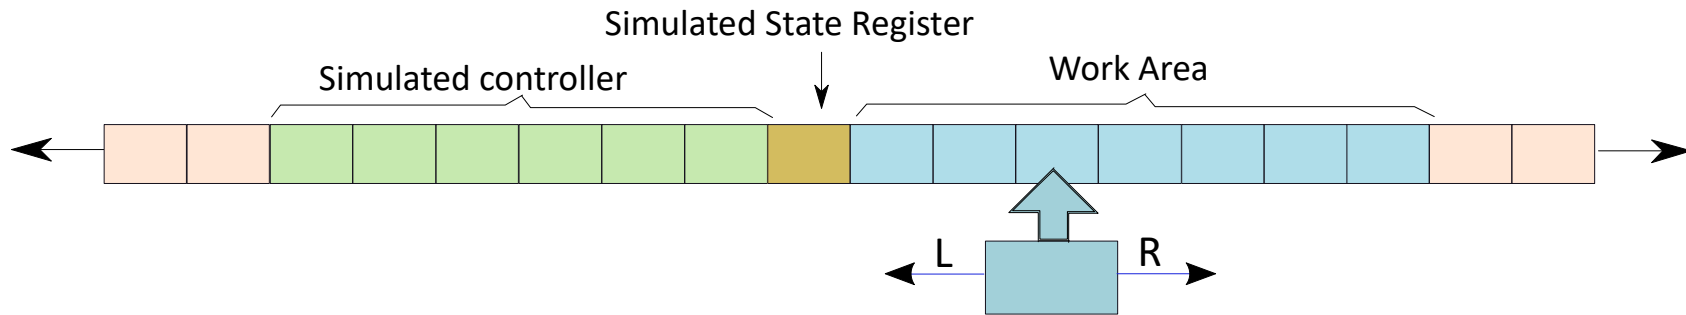 Simulated State Register
Simulated controller
Work Area
L
R